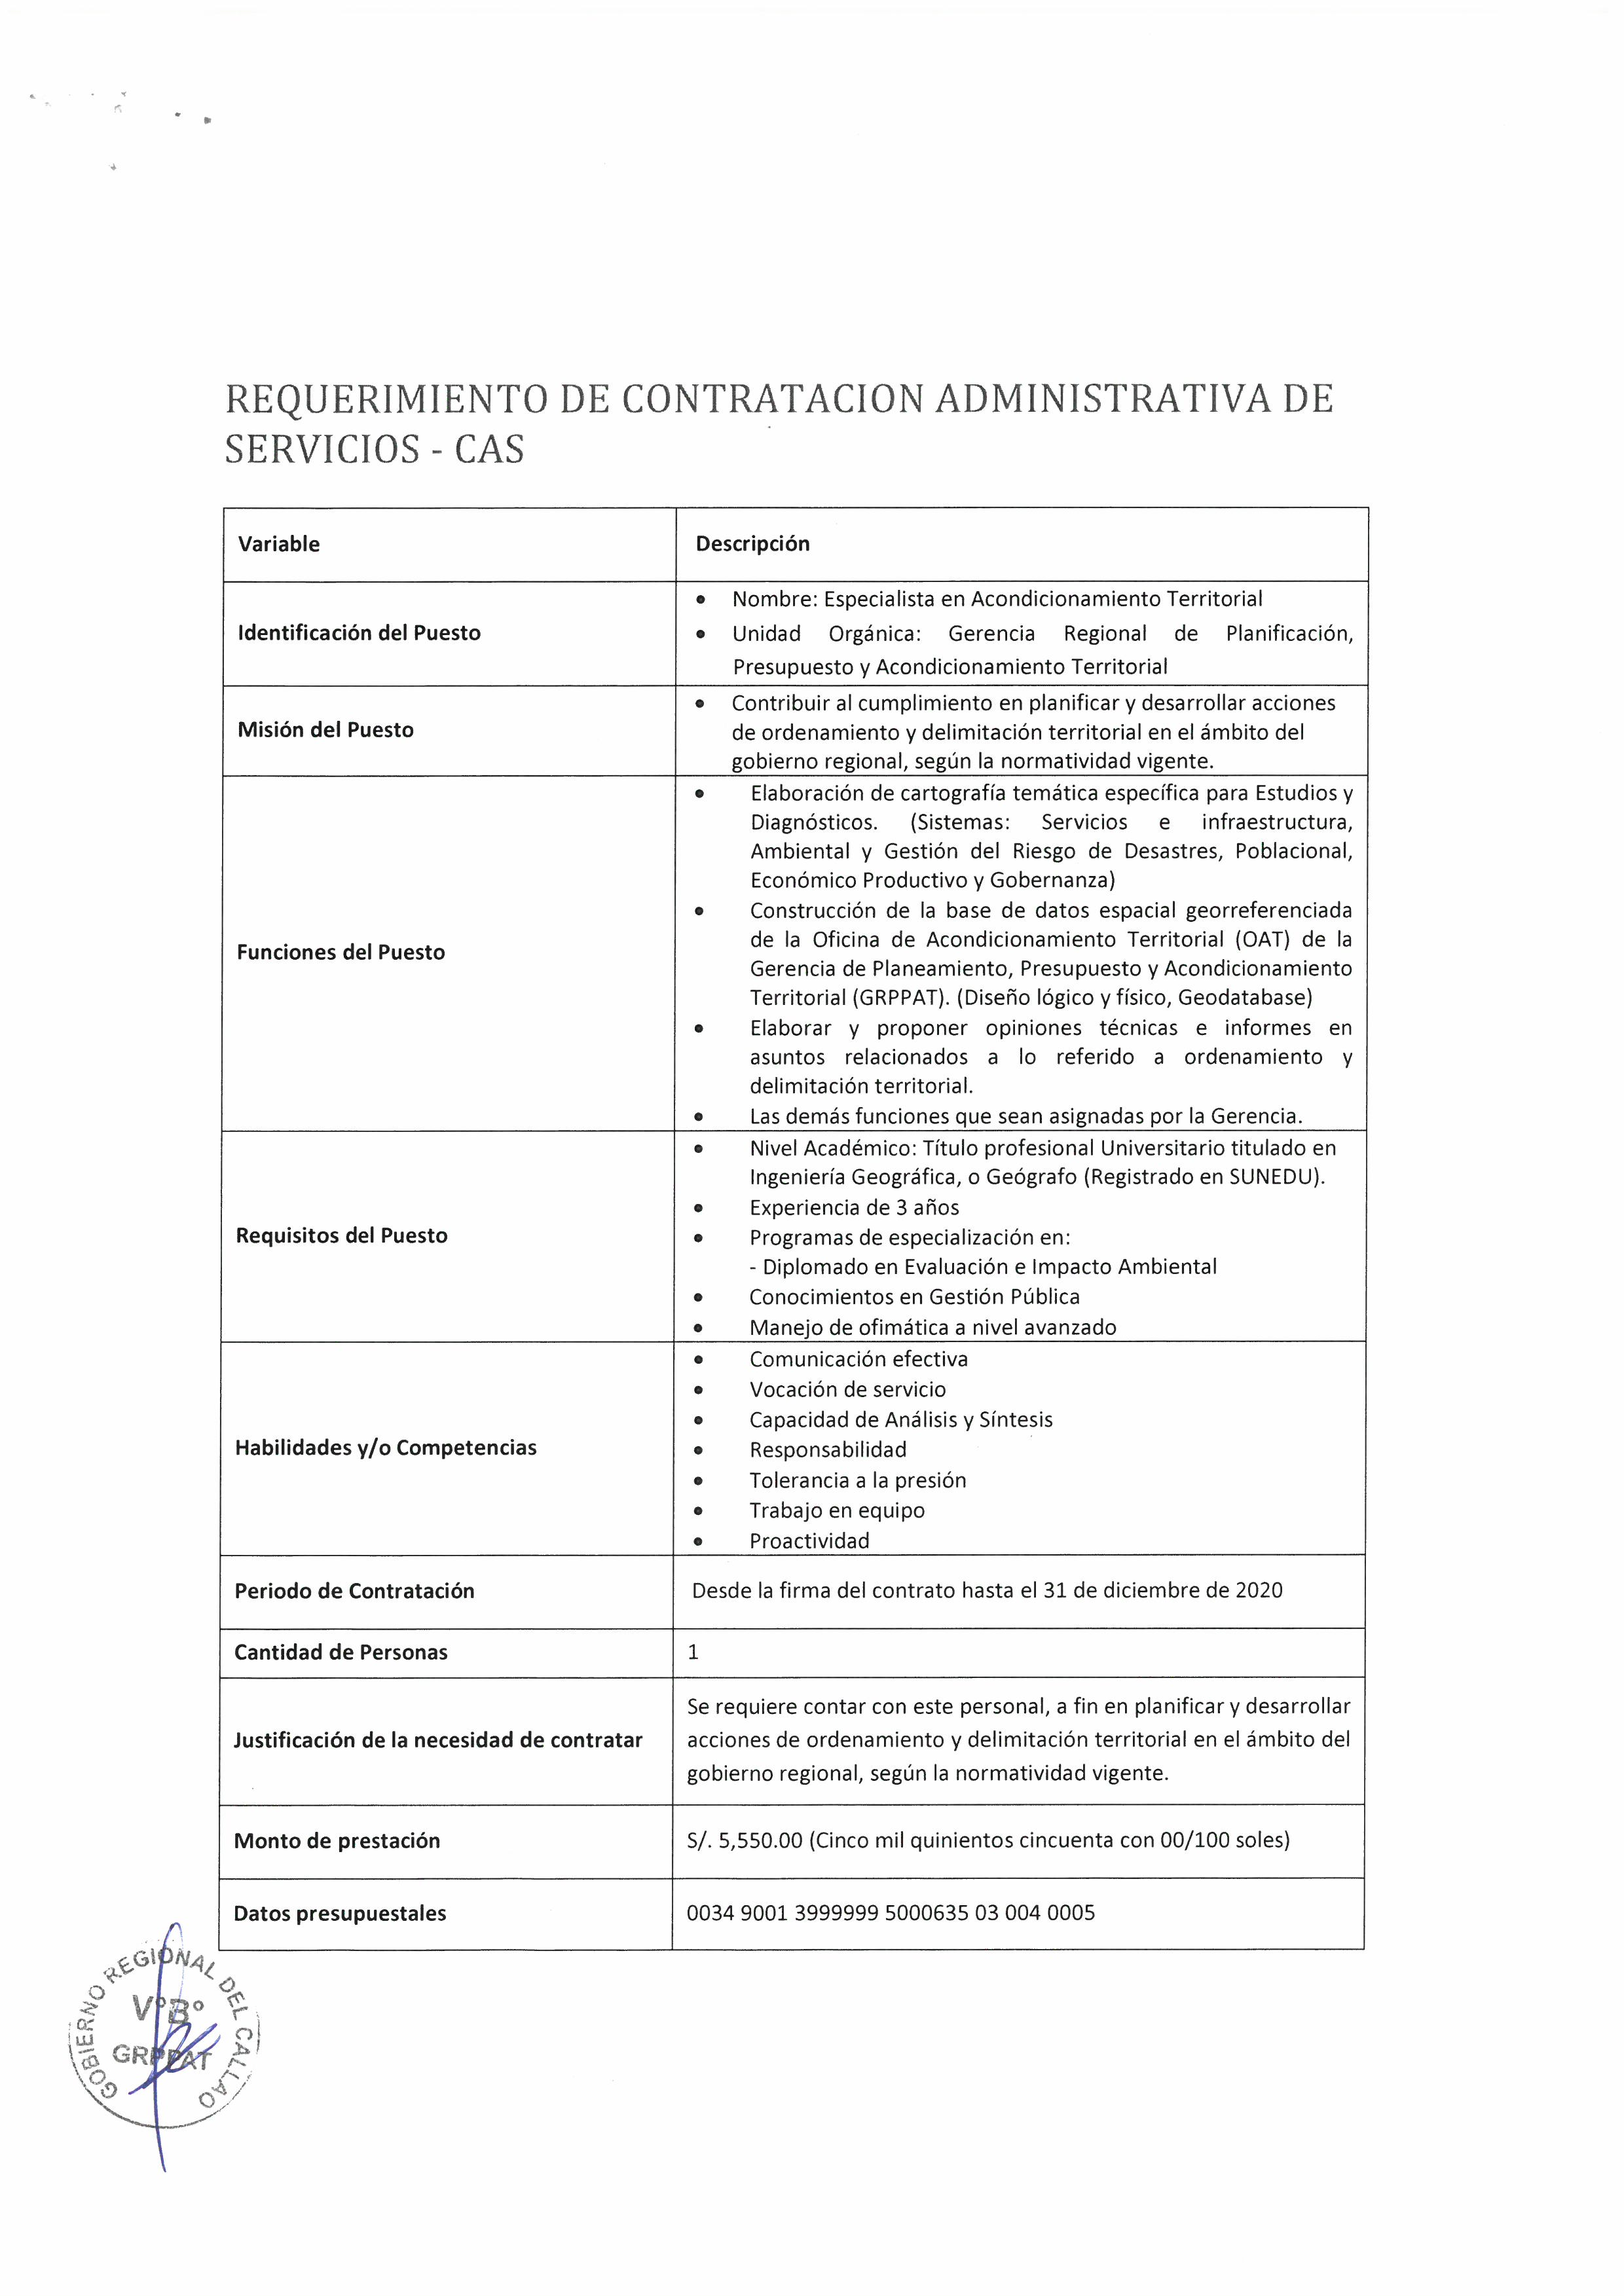 REQUERIMIENTO DE CONTRATACION ADMINISTRATIVA DE
SERVICIOS - CAS
Variable
Descripción
Identificación del Puesto
• Nombre: Especialista en Acondicionamiento Territorial
• Unidad Orgánica: Gerencia Regional de Planificación,
Presupuesto y Acondicionamiento Territorial
Misión del Puesto
• Contribuir al cumplimiento en planificar y desarrollar acciones
de ordenamiento y delimitación territorial en el ámbito del
gobierno regional, según la normatividad vigente.
Funciones del Puesto
• Elaboración de cartografía temática específica para Estudios y
Diagnósticos. (Sistemas: Servicios e infraestructura,
Ambiental y Gestión del Riesgo de Desastres, Poblacional,
Económico Productivo y Gobernanza)
• Construcción de la base de datos espacial georreferenciada
de la Oficina de Acondicionamiento Territorial (OAT) de la
Gerencia de Planeamiento, Presupuesto y Acondicionamiento
Territorial (GRPPAT). (Diseño lógico y físico, Geodatabase)
• Elaborar y proponer opiniones técnicas e informes en
asuntos relacionados a lo referido a ordenamiento y
delimitación territorial.
• Las demás funciones que sean asignadas por la Gerencia.
Requisitos del Puesto
• Nivel Académico: Título profesional Universitario titulado en
Ingeniería Geográfica, o Geógrafo (Registrado en SUNEDU).
• Experiencia de 3 años
• Programas de especialización en:
- Diplomado en Evaluación e Impacto Ambiental
• Conocimientos en Gestión Pública
• Manejo de ofimática a nivel avanzado
Habilidades y/o Competencias
• Comunicación efectiva
• Vocación de servicio
• Capacidad de Análisis y Síntesis
• Responsabilidad
• Tolerancia a la presión
• Trabajo en equipo
• Proactividad
Periodo de Contratación
Desde la firma del contrato hasta el 31 de diciembre de 2020
Cantidad de Personas
1
Justificación de la necesidad de contratar
Se requiere contar con este personal, a fin en planificar y desarrollar
acciones de ordenamiento y delimitación territorial en el ámbito del
gobierno regional, según la normatividad vigente.
Monto de prestación
S/. 5,550.00 (Cinco mil quinientos cincuenta con 00/100 soles)
Datos presupuestales
0034 9001 3999999 5000635 03 004 0005
GOBIERNO REGIONAL DEL CALLAO
V°B°
GRPPAT